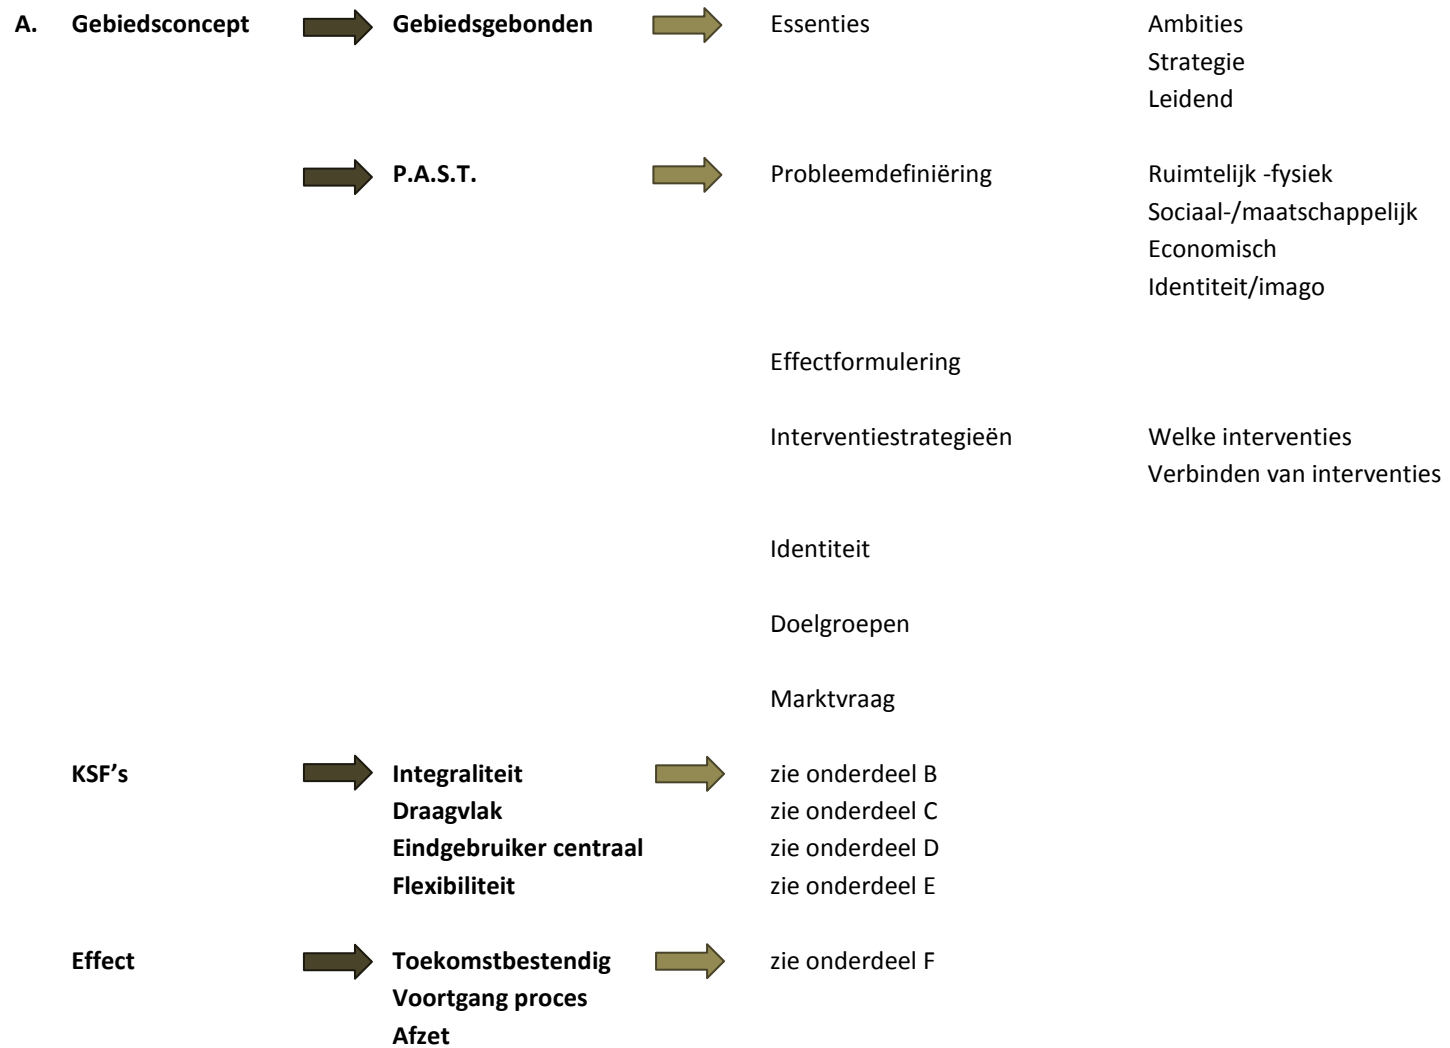 A. Gebiedsconcept Gebiedsgebonden Essenties Ambities
Strategie
Leidend
P.A.S.T. Probleemdefiniëring Ruimtelijk -fysiek
Sociaal-/maatschappelijk
Economisch
Identiteit/imago
Effectformulering
Interventiestrategieën Welke interventies
Verbinden van interventies
Identiteit
Doelgroepen
Marktvraag
KSF’s Integraliteit zie onderdeel B
Draagvlak zie onderdeel C
Eindgebruiker centraal zie onderdeel D
Flexibiliteit zie onderdeel E
Effect Toekomstbestendig zie onderdeel F
Voortgang proces
Afzet